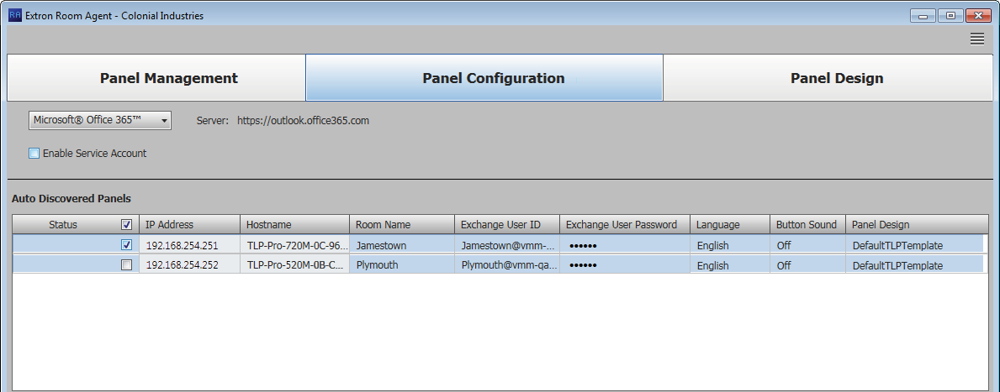 RA Extron Room Agent - Colonial Industries
Panel Management Panel Configuration Panel Design
Microsoft® Office 365™ Server: https://outlook.office365.com
Enable Service Account
Auto Discovered Panels
Status IP Address Hostname Room Name Exchange User ID Exchange User Password Language Button Sound Panel Design
192.168.254.251 TLP-Pro-720M-0C-96... Jamestown Jamestown@vmm-... •••••• English Off DefaultTLPTemplate
192.168.254.252 TLP-Pro-520M-0B-C... Plymouth Plymouth@vmm-qa... •••••• English Off DefaultTLPTemplate